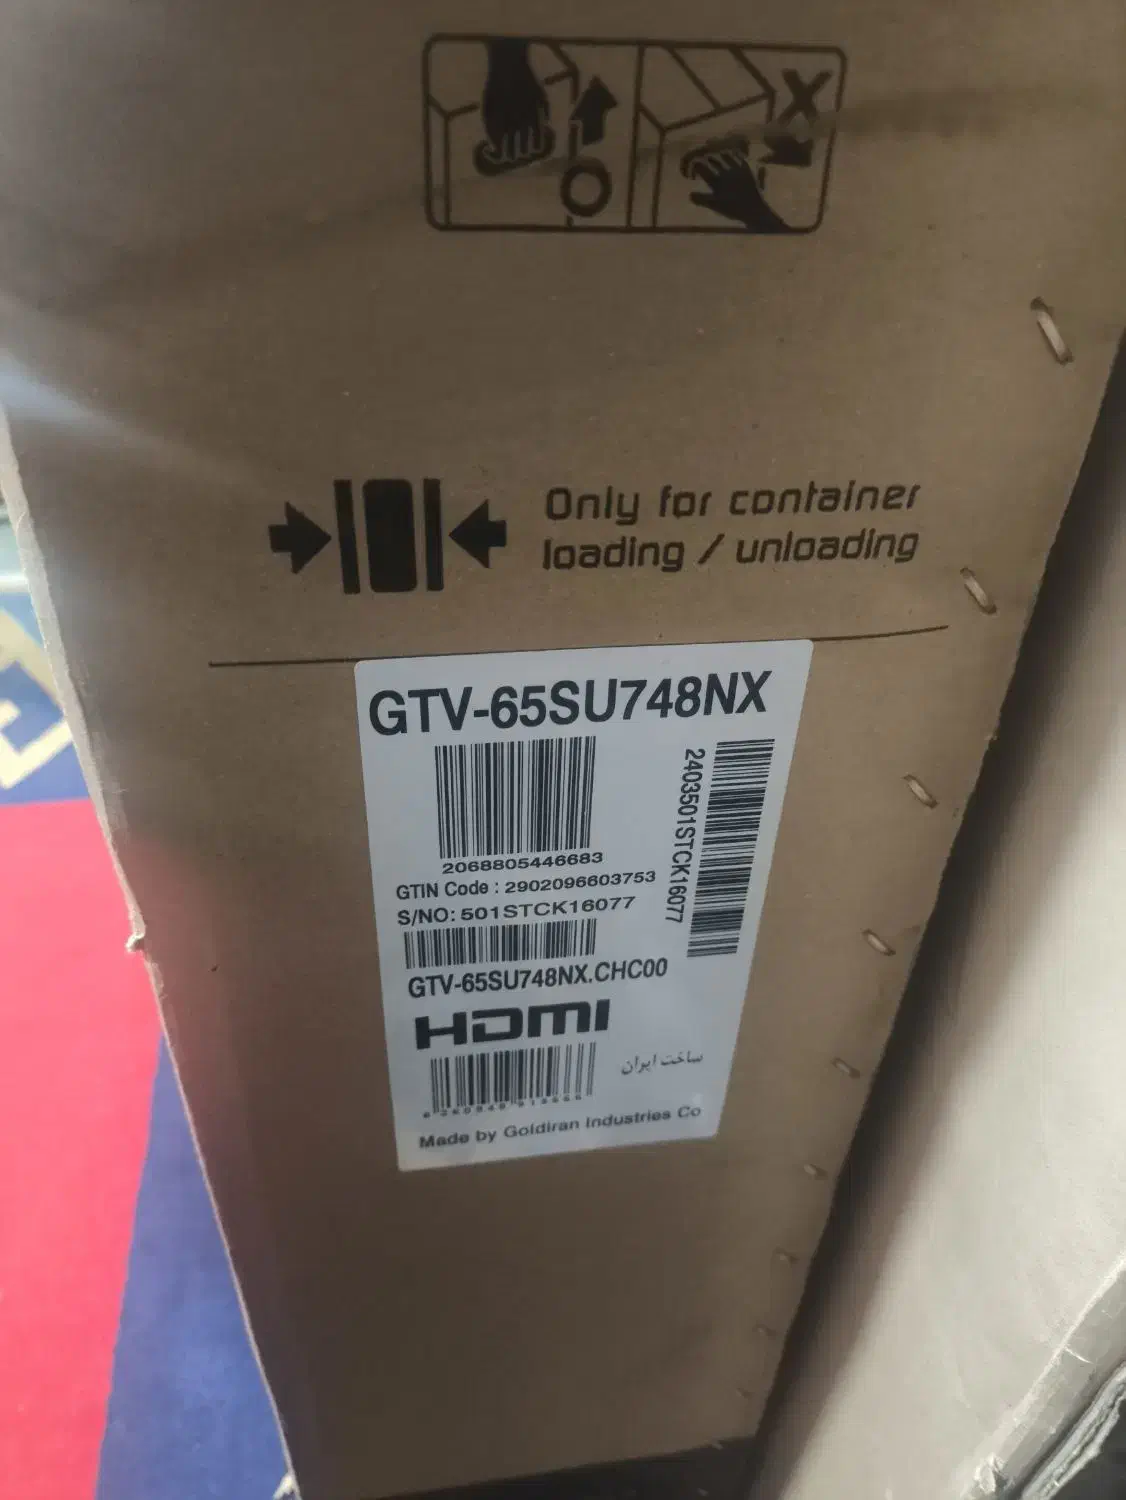 Only for container
loading / unloading
GTV-65SU748NX
2068805446683
GTIN Code : 2902096603753
S/NO: 501STCK16077
2403501STCK16077
GTV-65SU748NX.CHC00
HDMI
ساخت ایران
Made by Goldiran Industries Co